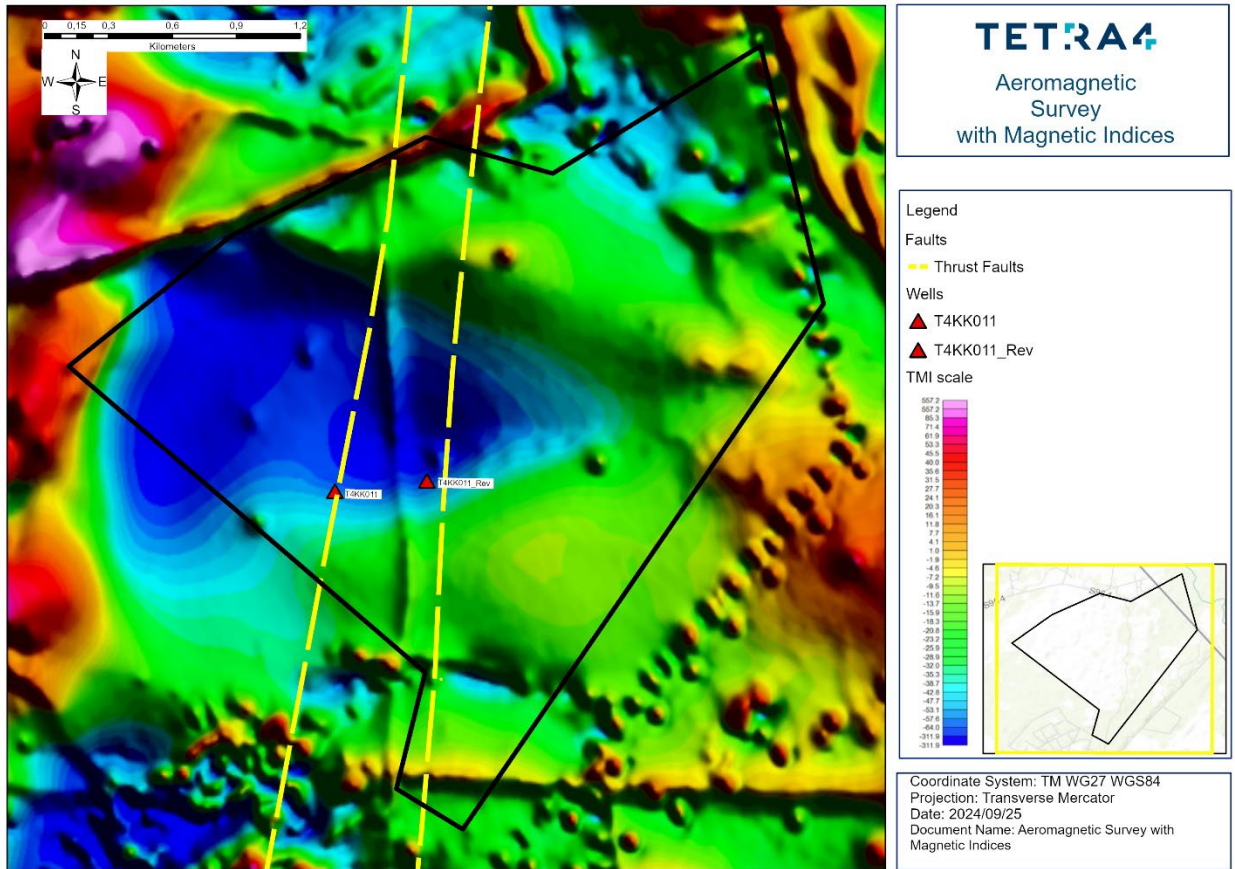 0 0,15 0,3 0,6 0,9 1,2
Kilometers
N
W E
S
T4KK011
T4KK011_Rev
TETRA4
Aeromagnetic
Survey
with Magnetic Indices
Legend
Faults
Thrust Faults
Wells
T4KK011
T4KK011_Rev
TMI scale
557.2
557.2
85.3
71.4
61.9
53.3
45.5
40.0
35.6
31.5
27.7
24.1
20.3
16.1
11.8
7.7
4.1
1.0
-1.9
-4.6
-7.2
-9.5
-11.6
-13.7
-15.9
-18.3
-20.8
-23.2
-25.9
-28.9
-32.0
-35.3
-38.7
-42.8
-47.7
-53.1
-57.6
-64.0
-311.9
-311.9
Coordinate System: TM WG27 WGS84
Projection: Transverse Mercator
Date: 2024/09/25
Document Name: Aeromagnetic Survey with
Magnetic Indices